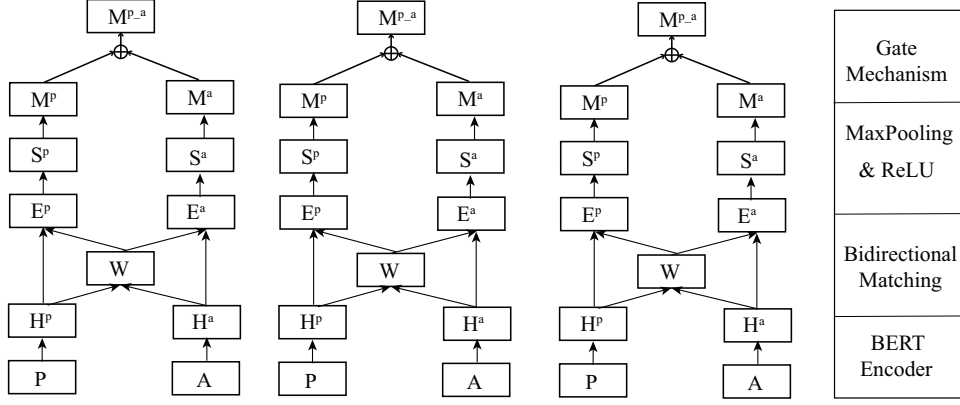 M^{p_a} M^{p_a} M^{p_a}
Gate
Mechanism
M^p M^a M^p M^a M^p M^a
MaxPooling
& ReLU
S^p S^a S^p S^a S^p S^a
E^p E^a E^p E^a E^p E^a
Bidirectional
Matching
W W W
H^p H^a H^p H^a H^p H^a
BERT
Encoder
P A P A P A